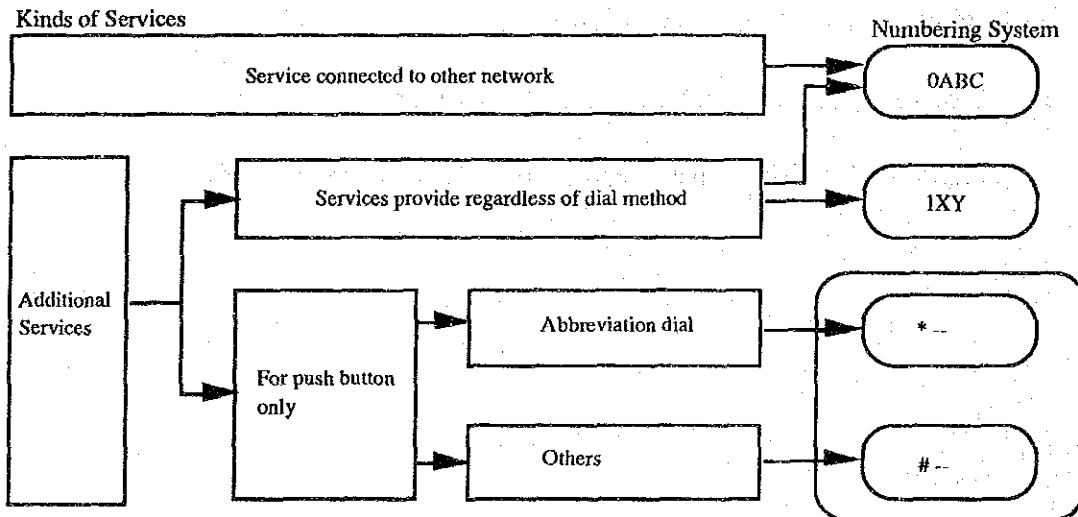 Kinds of Services
Numbering System
Service connected to other network
0ABC
Services provide regardless of dial method
1XY
Additional
Services
For push button
only
Abbreviation dial
* --
Others
# --